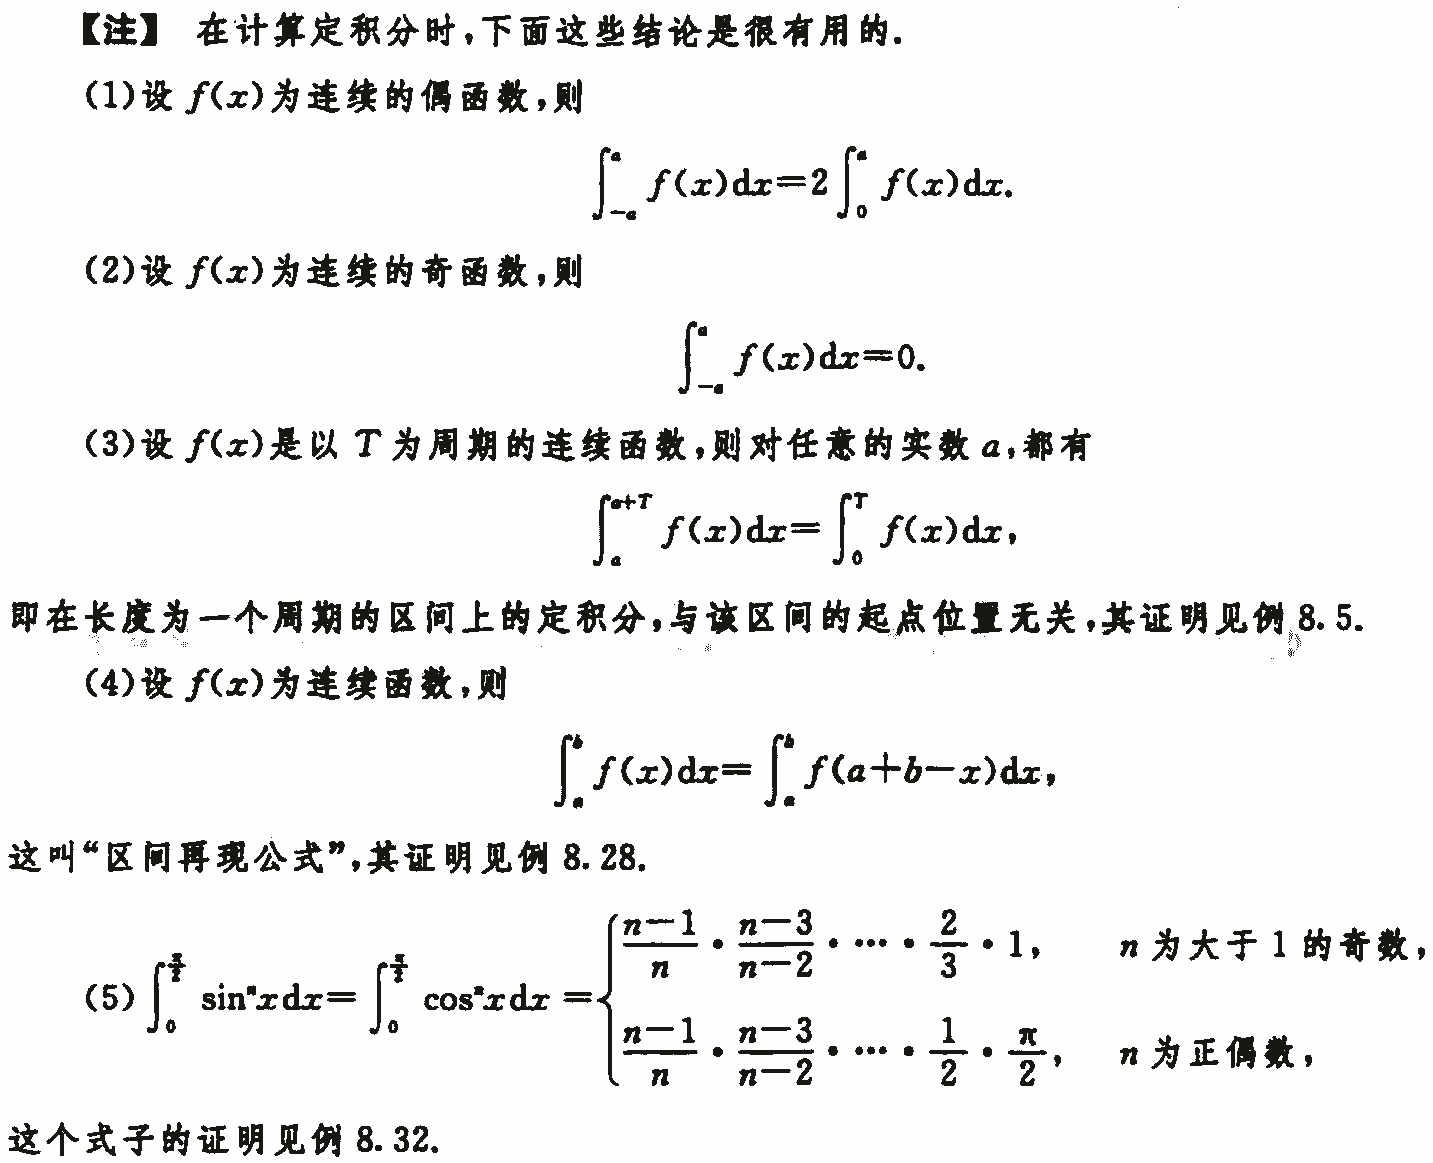 【注】 在计算定积分时,下面这些结论是很有用的.
(1)设 f(x)为连续的偶函数,则
$\int_{-a}^{a} f(x)\mathrm{d}x=2\int_{0}^{a} f(x)\mathrm{d}x.$
(2)设 f(x)为连续的奇函数,则
$\int_{-a}^{a} f(x)\mathrm{d}x=0.$
(3)设 f(x)是以 T 为周期的连续函数,则对任意的实数 a,都有
$\int_{a}^{a+T} f(x)\mathrm{d}x=\int_{0}^{T} f(x)\mathrm{d}x,$
即在长度为一个周期的区间上的定积分,与该区间的起点位置无关,其证明见例 8.5.
(4)设 f(x)为连续函数,则
$\int_{a}^{b} f(x)\mathrm{d}x=\int_{a}^{b} f(a+b-x)\mathrm{d}x,$
这叫“区间再现公式”,其证明见例 8.28.
(5)$\int_{0}^{\frac{\pi}{2}} \sin^{n}x\mathrm{d}x=\int_{0}^{\frac{\pi}{2}} \cos^{n}x\mathrm{d}x=\begin{cases}\frac{n-1}{n}\cdot\frac{n-3}{n-2}\cdot\cdots\cdot\frac{2}{3}\cdot 1, & n\text{ 为大于 1 的奇数},\\ \frac{n-1}{n}\cdot\frac{n-3}{n-2}\cdot\cdots\cdot\frac{1}{2}\cdot\frac{\pi}{2}, & n\text{ 为正偶数},\end{cases}$
这个式子的证明见例 8.32.